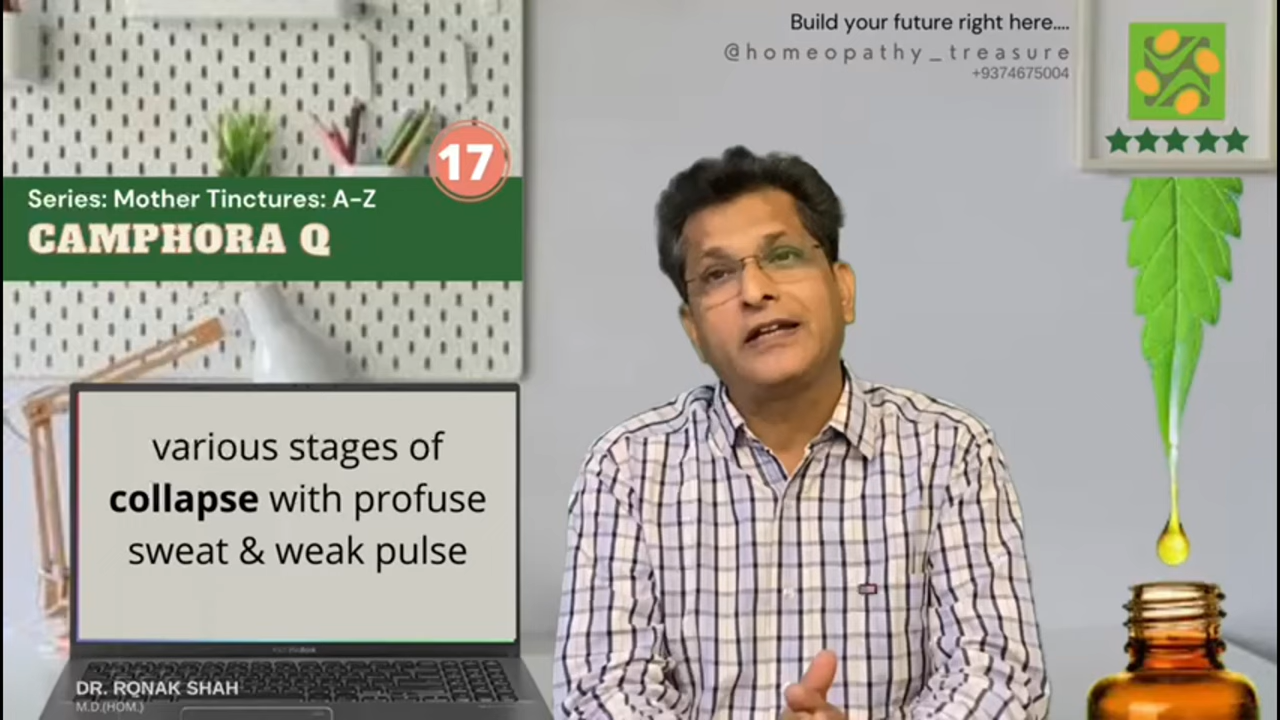 Build your future right here....
@homeopathy_treasure
+9374675004
17
Series: Mother Tinctures: A-Z
CAMPHORA Q
various stages of
collapse with profuse
sweat & weak pulse
DR. RONAK SHAH
M.D.(HOM.)